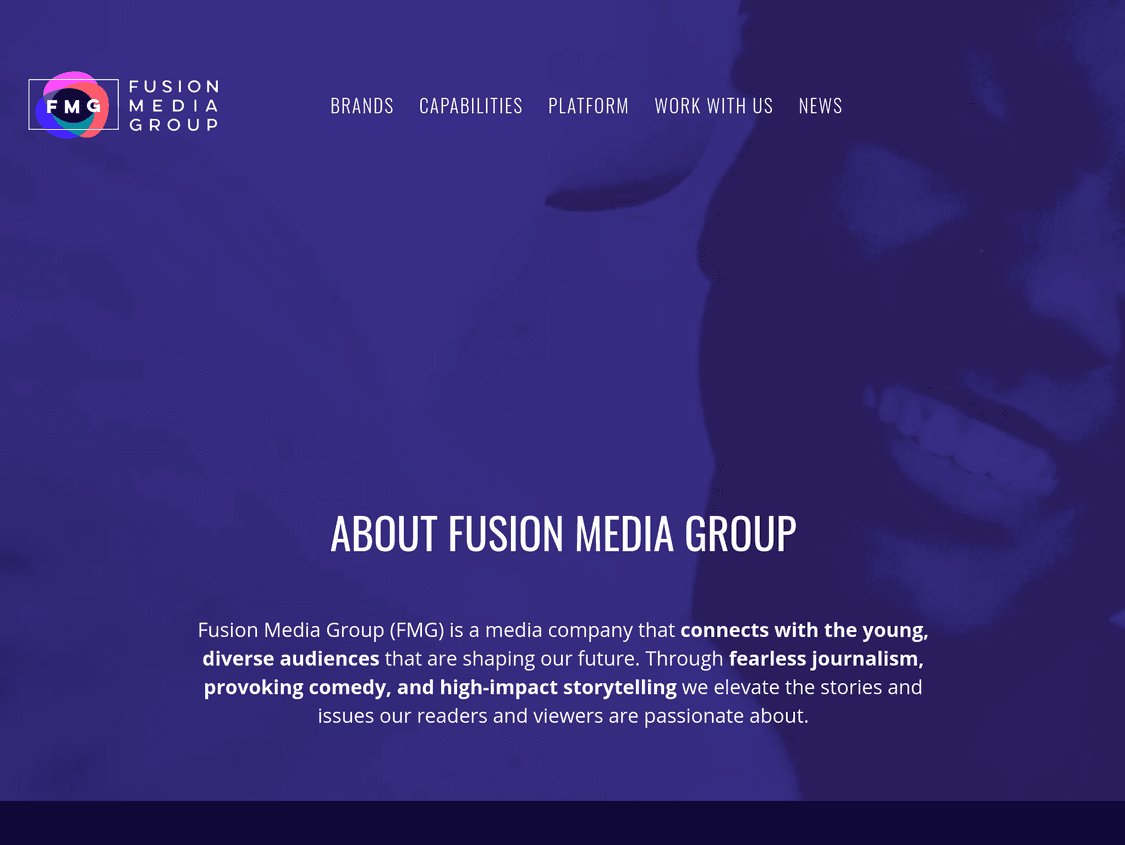 FMG
FUSION
MEDIA
GROUP
BRANDS CAPABILITIES PLATFORM WORK WITH US NEWS
ABOUT FUSION MEDIA GROUP
Fusion Media Group (FMG) is a media company that connects with the young,
diverse audiences that are shaping our future. Through fearless journalism,
provoking comedy, and high-impact storytelling we elevate the stories and
issues our readers and viewers are passionate about.